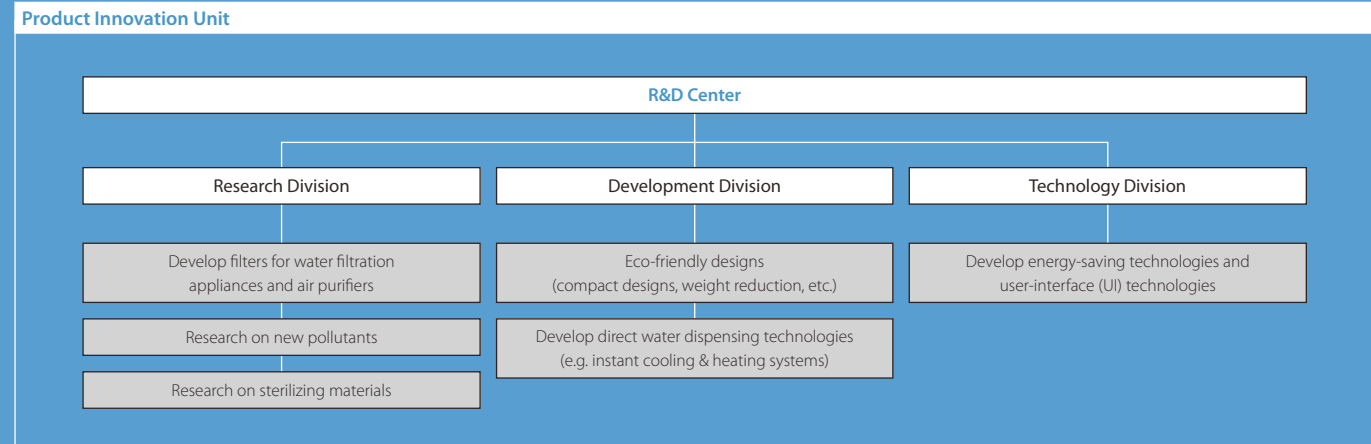 Product Innovation Unit
R&D Center
Research Division
Development Division
Technology Division
Develop filters for water filtration
appliances and air purifiers
Research on new pollutants
Research on sterilizing materials
Eco-friendly designs
(compact designs, weight reduction, etc.)
Develop direct water dispensing technologies
(e.g. instant cooling & heating systems)
Develop energy-saving technologies and
user-interface (UI) technologies